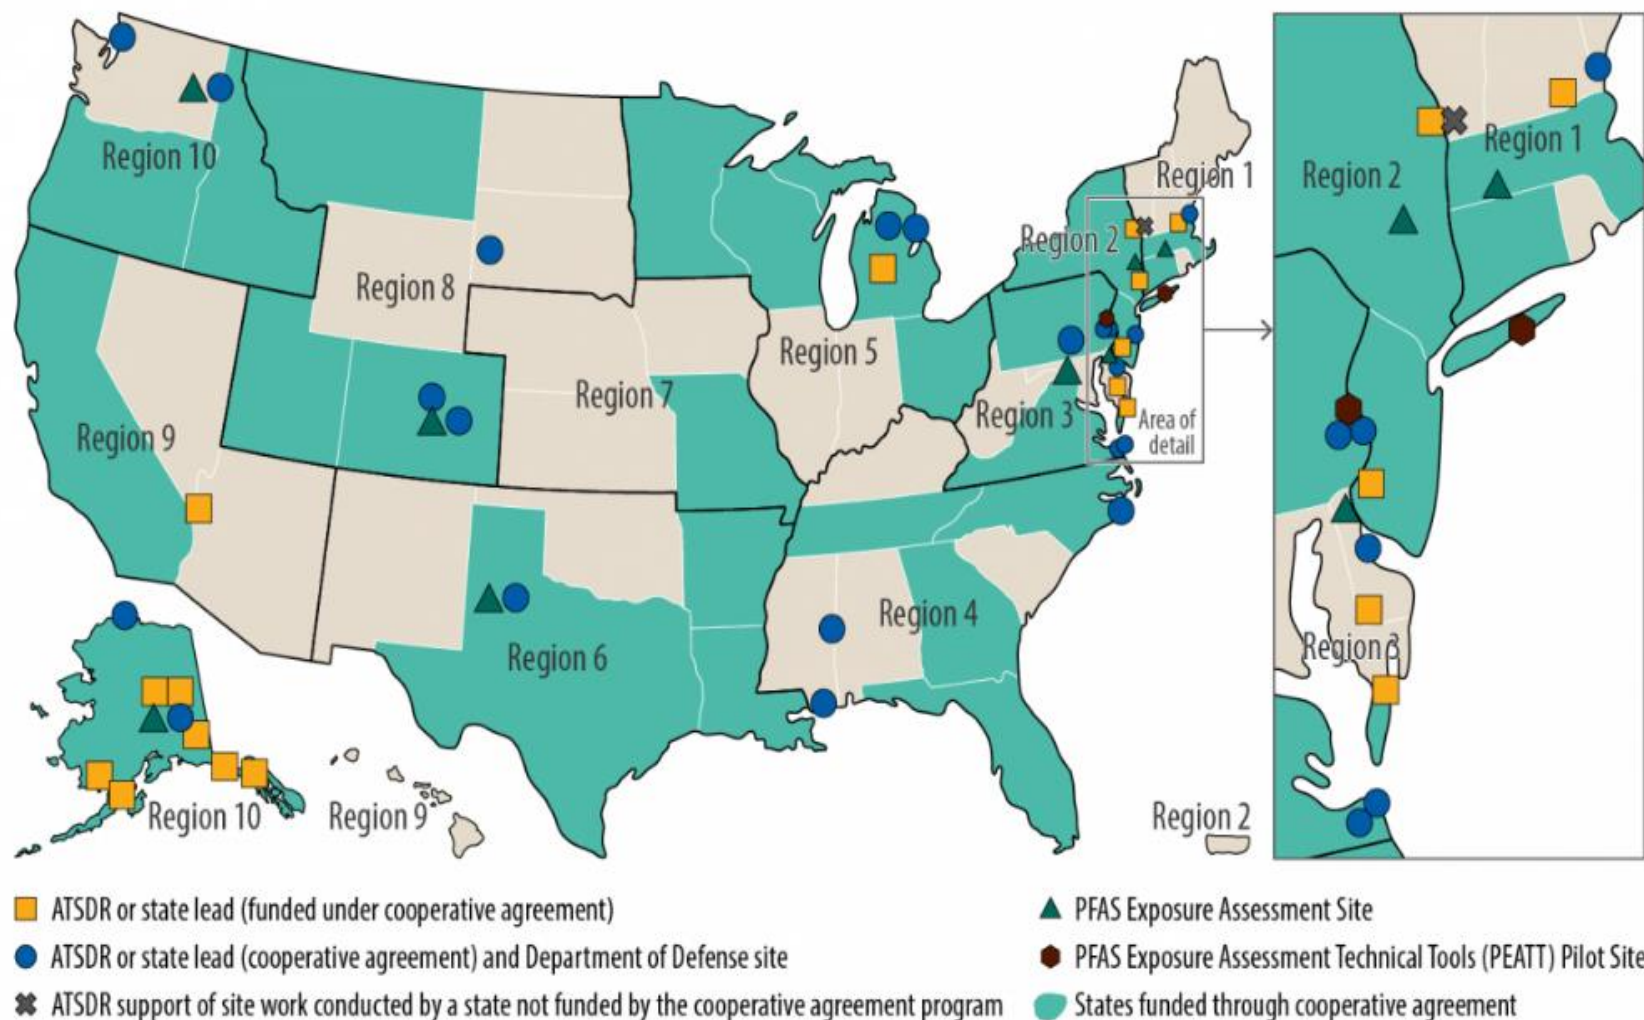 Region 10
Region 8
Region 9
Region 7
Region 5
Region 6
Region 4
Region 3
Region 2
Region 1
Area of
detail
Region 10
Region 9
Region 2
Region 2
Region 1
Region 3
ATSDR or state lead (funded under cooperative agreement)
ATSDR or state lead (cooperative agreement) and Department of Defense site
ATSDR support of site work conducted by a state not funded by the cooperative agreement program
PFAS Exposure Assessment Site
PFAS Exposure Assessment Technical Tools (PEATT) Pilot Site
States funded through cooperative agreement